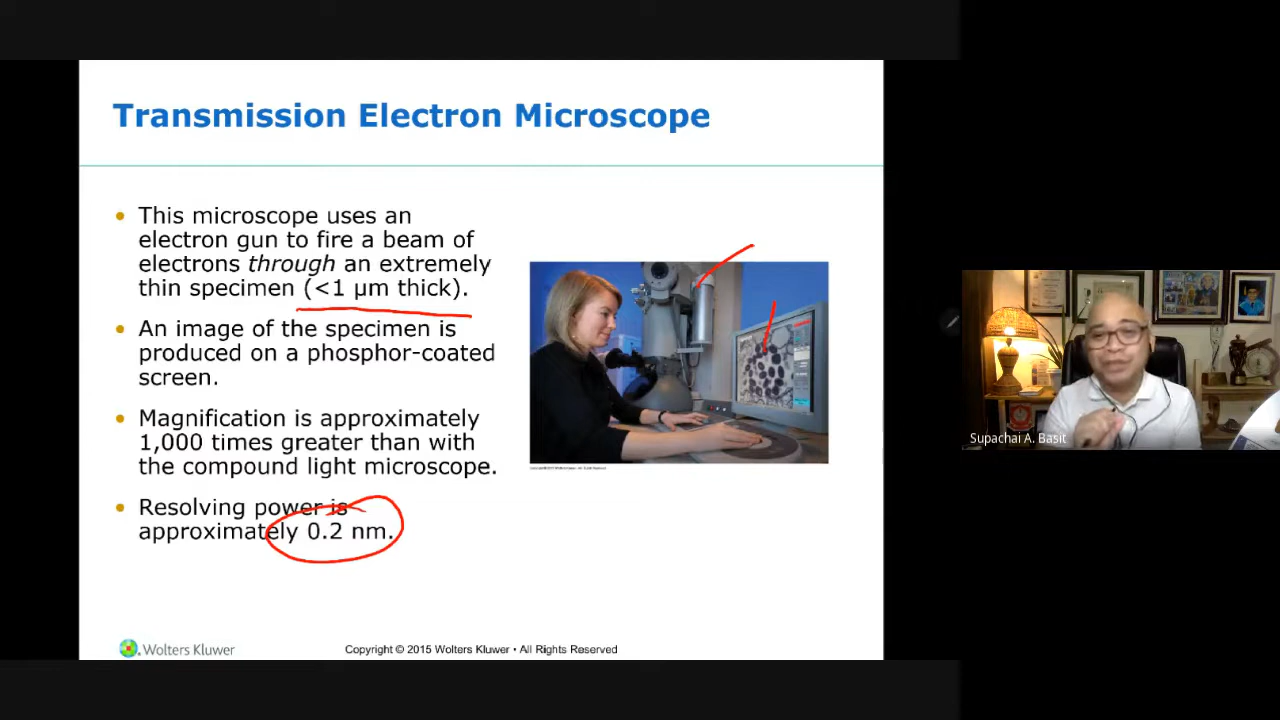 Transmission Electron Microscope
• This microscope uses an
electron gun to fire a beam of
electrons through an extremely
thin specimen (<1 µm thick).
• An image of the specimen is
produced on a phosphor-coated
screen.
• Magnification is approximately
1,000 times greater than with
the compound light microscope.
• Resolving power is
approximately 0.2 nm.
Wolters Kluwer
Copyright © 2015 Wolters Kluwer • All Rights Reserved
Supachai A. Basit